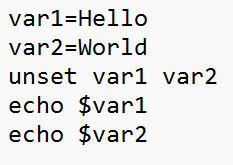 var1=Hello
var2=World
unset var1 var2
echo $var1
echo $var2